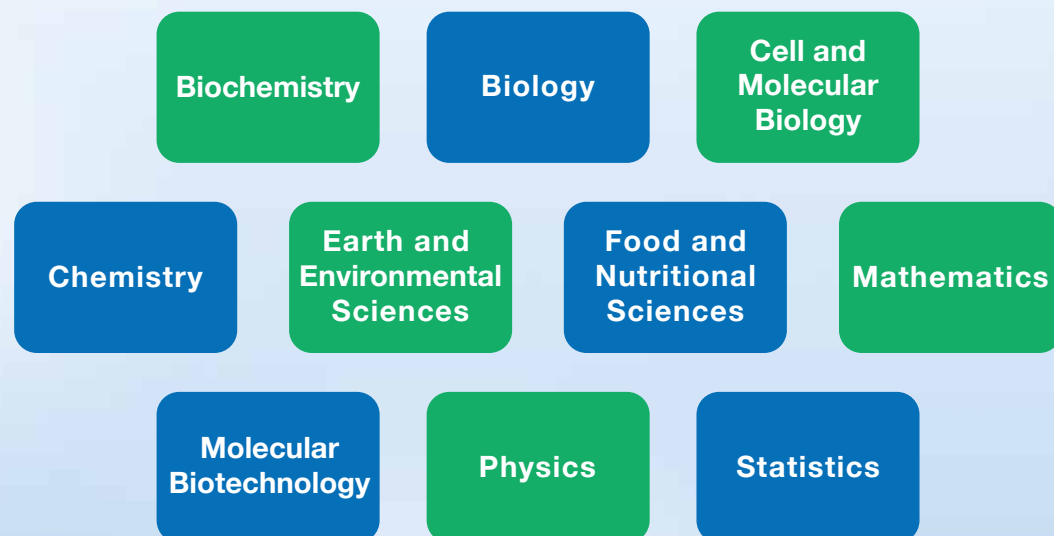 Biochemistry
Biology
Cell and
Molecular
Biology
Chemistry
Earth and
Environmental
Sciences
Food and
Nutritional
Sciences
Mathematics
Molecular
Biotechnology
Physics
Statistics